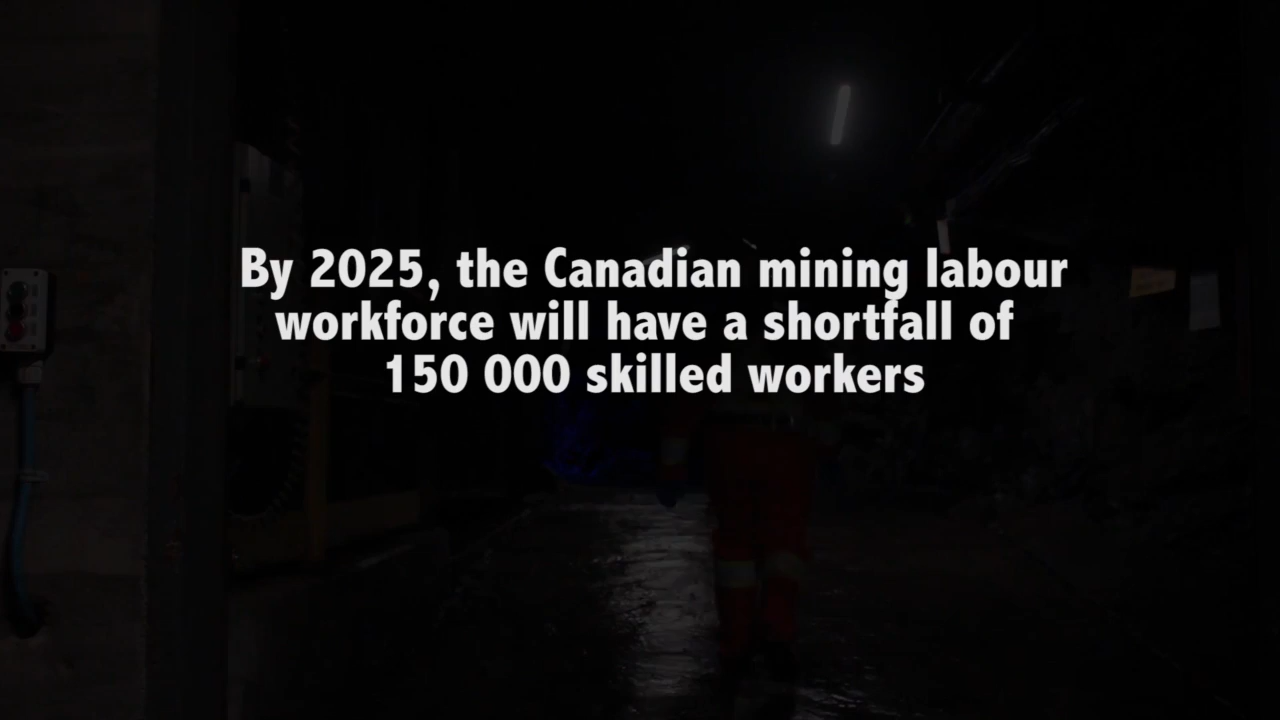 By 2025, the Canadian mining labour
workforce will have a shortfall of
150 000 skilled workers